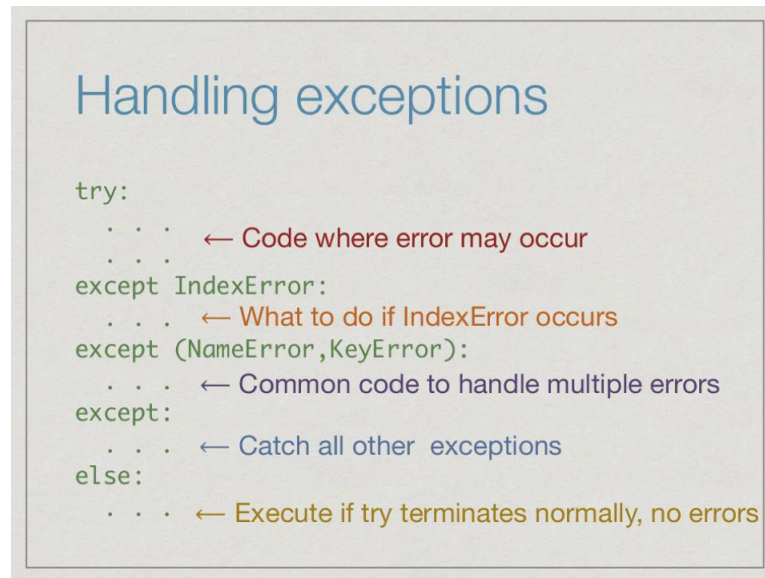 Handling exceptions
try:
. . .
← Code where error may occur
. . .
except IndexError:
. . . ← What to do if IndexError occurs
except (NameError,KeyError):
. . . ← Common code to handle multiple errors
except:
. . . ← Catch all other exceptions
else:
. . . ← Execute if try terminates normally, no errors